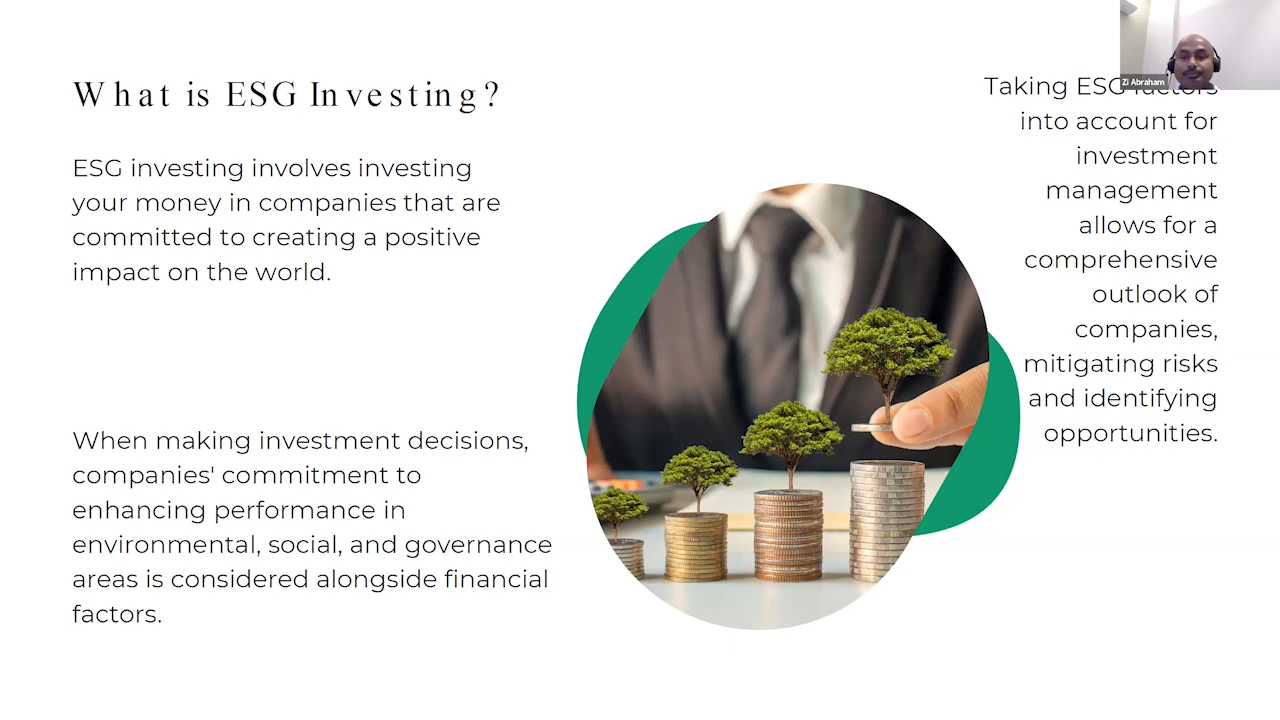 What is ESG Investing?
ESG investing involves investing
your money in companies that are
committed to creating a positive
impact on the world.
When making investment decisions,
companies' commitment to
enhancing performance in
environmental, social, and governance
areas is considered alongside financial
factors.
Taking ESG factors
into account for
investment
management
allows for a
comprehensive
outlook of
companies,
mitigating risks
and identifying
opportunities.
Zi Abraham